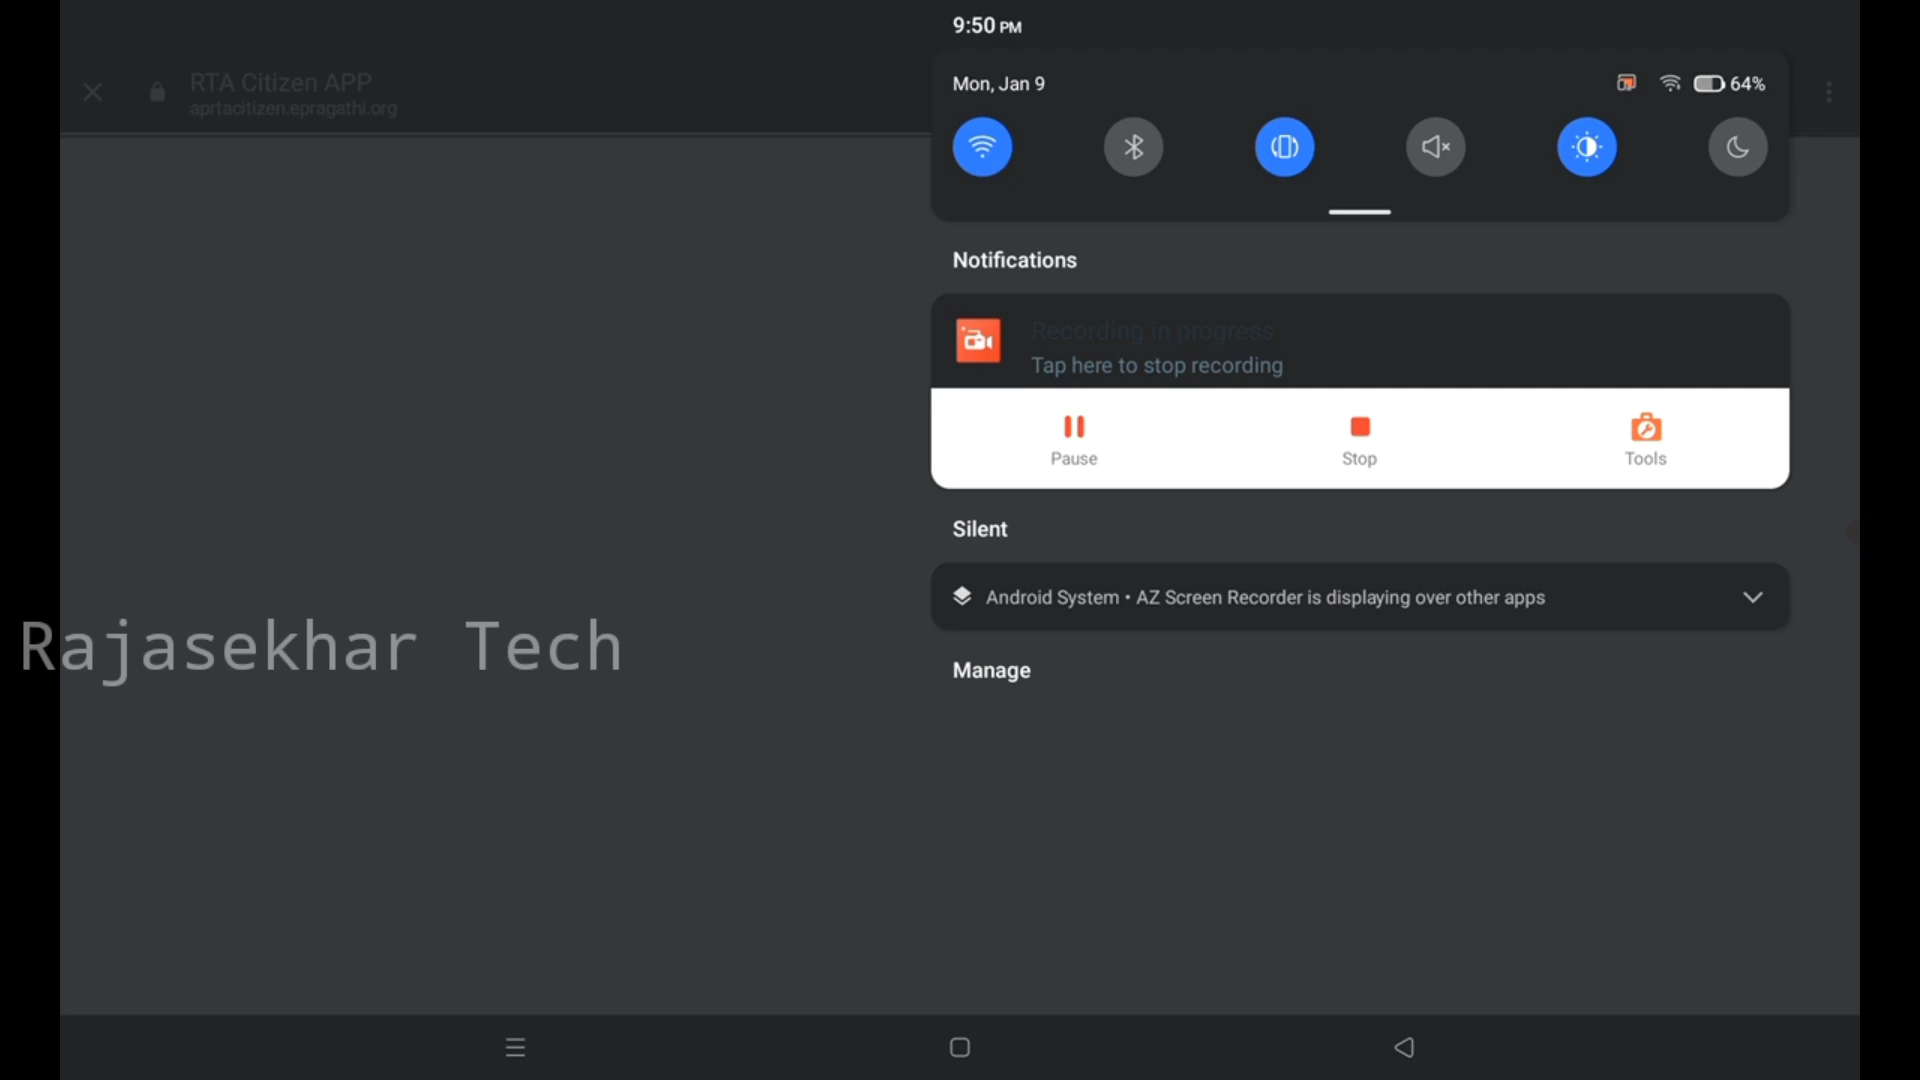 9:50 PM
RTA Citizen APP
aprtacitizen.epragathi.org
Mon, Jan 9
64%
Notifications
Recording in progress
Tap here to stop recording
Pause
Stop
Tools
Silent
Android System • AZ Screen Recorder is displaying over other apps
Rajasekhar Tech
Manage